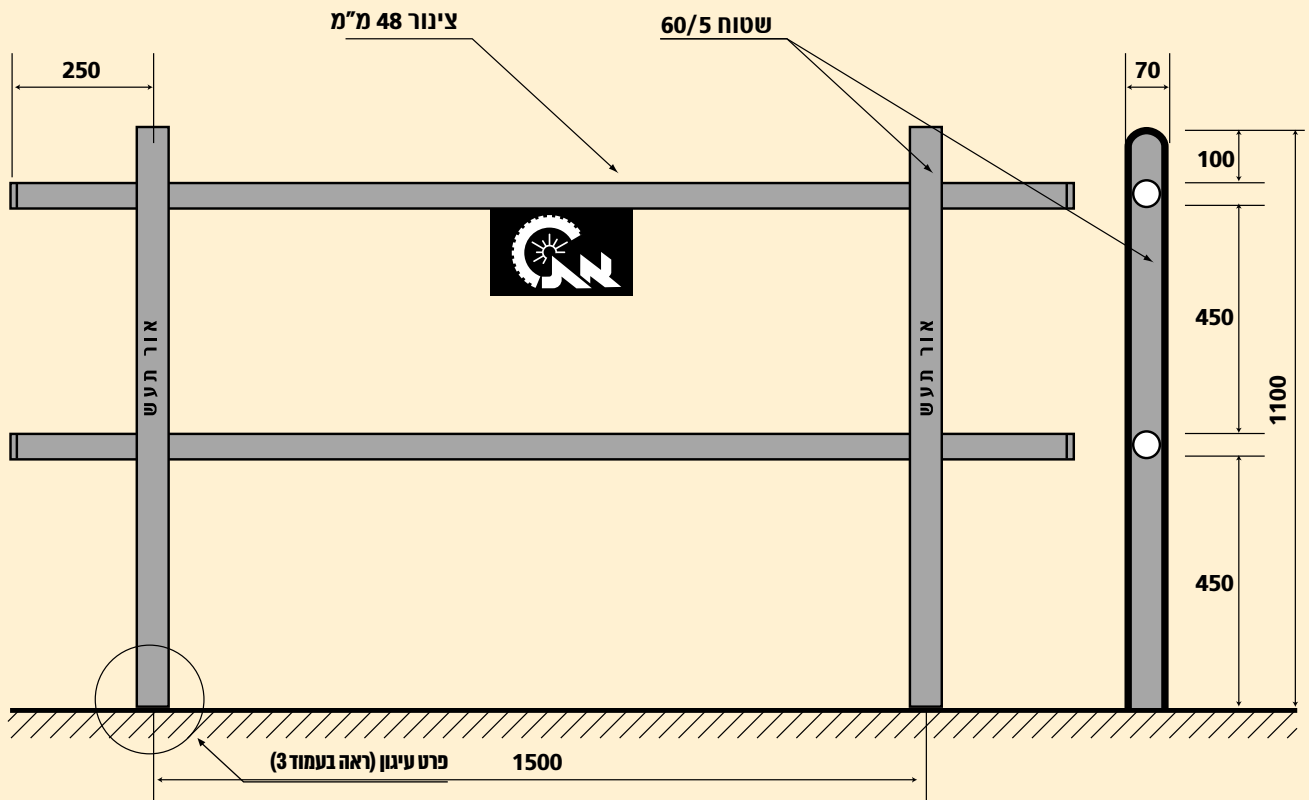 צינור 48 מ"מ
שטוח 60/5
250
70
100
450
1100
450
אור תעש
אור תעש
את
פרט עיגון (ראה בעמוד 3)
1500